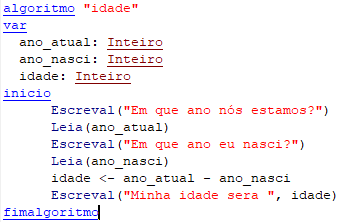 algoritmo "idade"
var
ano_atual: Inteiro
ano_nasci: Inteiro
idade: Inteiro
inicio
Escreval("Em que ano nós estamos?")
Leia(ano_atual)
Escreval("Em que ano eu nasci?")
Leia(ano_nasci)
idade <- ano_atual - ano_nasci
Escreval("Minha idade sera ", idade)
fimalgoritmo